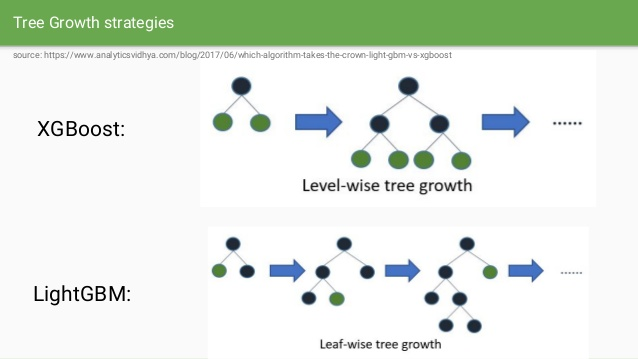 Tree Growth strategies
source: https://www.analyticsvidhya.com/blog/2017/06/which-algorithm-takes-the-crown-light-gbm-vs-xgboost
XGBoost:
......
Level-wise tree growth
LightGBM:
......
Leaf-wise tree growth